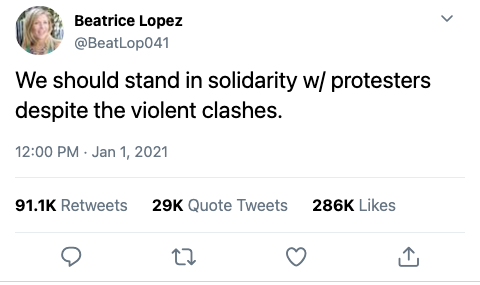 Beatrice Lopez
@BeatLop041
We should stand in solidarity w/ protesters
despite the violent clashes.
12:00 PM · Jan 1, 2021
91.1K Retweets 29K Quote Tweets 286K Likes